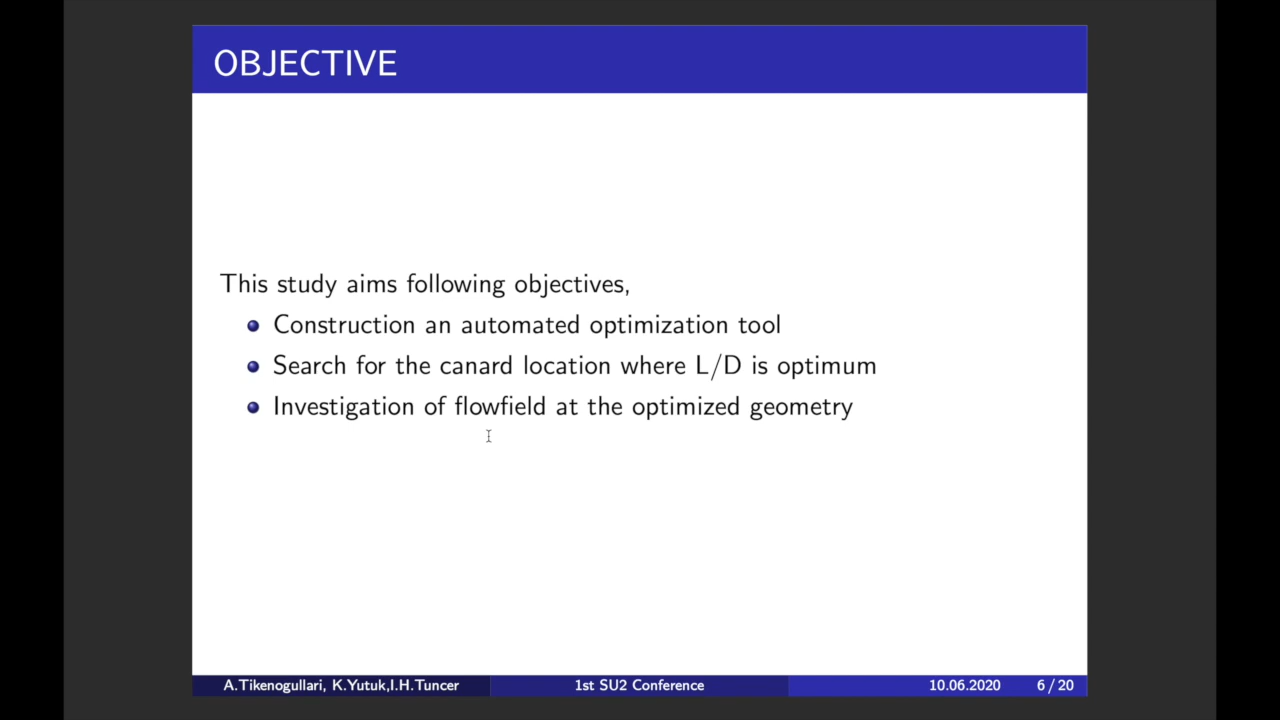 OBJECTIVE
This study aims following objectives,
Construction an automated optimization tool
Search for the canard location where L/D is optimum
Investigation of flowfield at the optimized geometry
A.Tikenogullari, K.Yutuk,I.H.Tuncer
1st SU2 Conference
10.06.2020
6 / 20